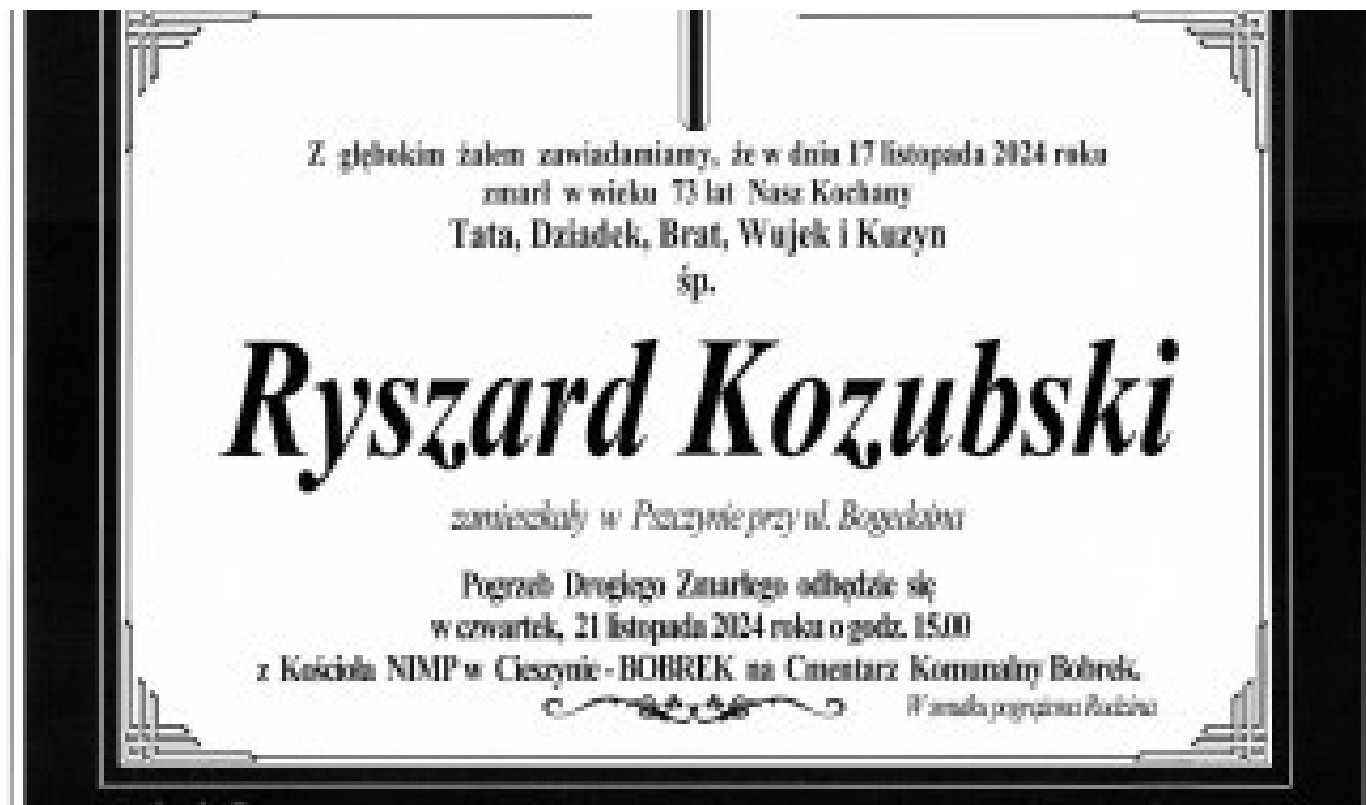 Z głębokim żalem zawiadamiamy, że w dniu 17 listopada 2024 roku
zmarł w wieku 73 lat Nasz Kochany
Tata, Dziadek, Brat, Wujek i Kuzyn
śp.
Ryszard Kozubski
zamieszkały w Pszczynie przy ul. Bogedaina
Pogrzeb Drogiego Zmarłego odbędzie się
w czwartek, 21 listopada 2024 roku o godz. 15.00
z Kościoła NIMP w Cieszynie - BOBREK na Cmentarz Komunalny Bobrek.
W smutku pogrążona Rodzina